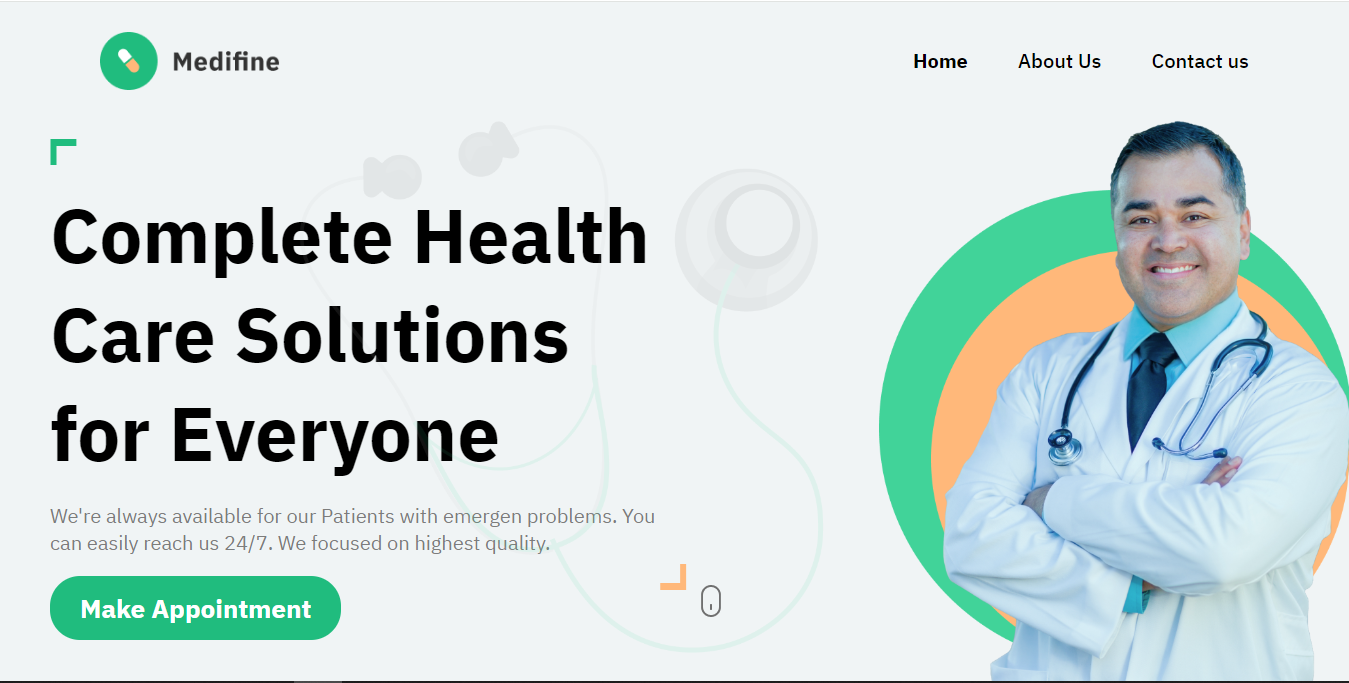 Medifine
Home
About Us
Contact us
Complete Health
Care Solutions
for Everyone
We're always available for our Patients with emergen problems. You
can easily reach us 24/7. We focused on highest quality.
Make Appointment